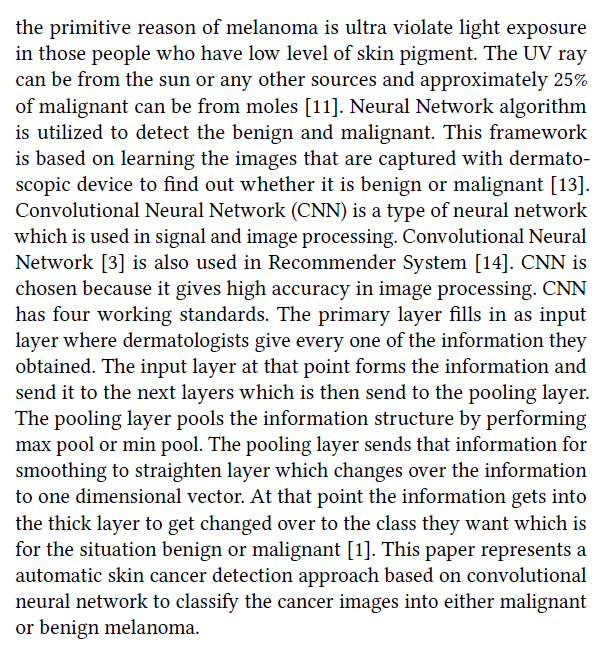 the primitive reason of melanoma is ultra violate light exposure
in those people who have low level of skin pigment. The UV ray
can be from the sun or any other sources and approximately 25%
of malignant can be from moles [11]. Neural Network algorithm
is utilized to detect the benign and malignant. This framework
is based on learning the images that are captured with dermato-
scopic device to find out whether it is benign or malignant [13].
Convolutional Neural Network (CNN) is a type of neural network
which is used in signal and image processing. Convolutional Neural
Network [3] is also used in Recommender System [14]. CNN is
chosen because it gives high accuracy in image processing. CNN
has four working standards. The primary layer fills in as input
layer where dermatologists give every one of the information they
obtained. The input layer at that point forms the information and
send it to the next layers which is then send to the pooling layer.
The pooling layer pools the information structure by performing
max pool or min pool. The pooling layer sends that information for
smoothing to straighten layer which changes over the information
to one dimensional vector. At that point the information gets into
the thick layer to get changed over to the class they want which is
for the situation benign or malignant [1]. This paper represents a
automatic skin cancer detection approach based on convolutional
neural network to classify the cancer images into either malignant
or benign melanoma.